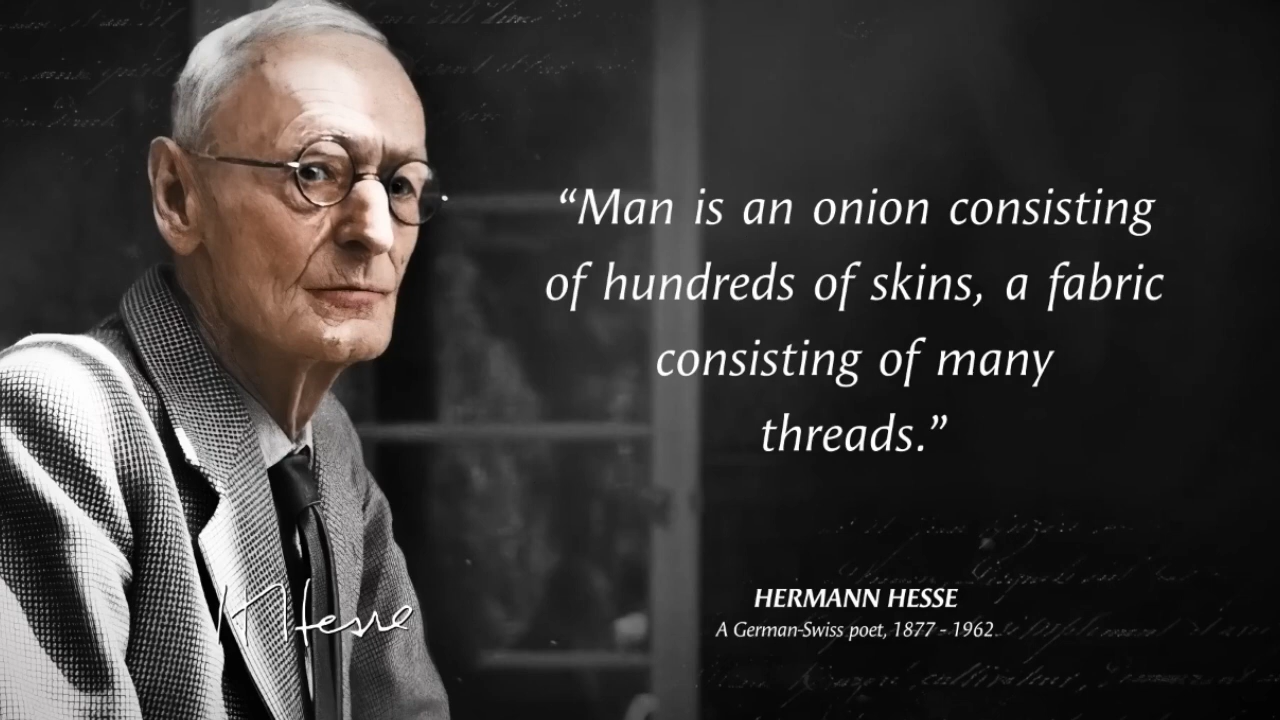 “Man is an onion consisting
of hundreds of skins, a fabric
consisting of many
threads.”
HHesse
HERMANN HESSE
A German-Swiss poet, 1877 - 1962